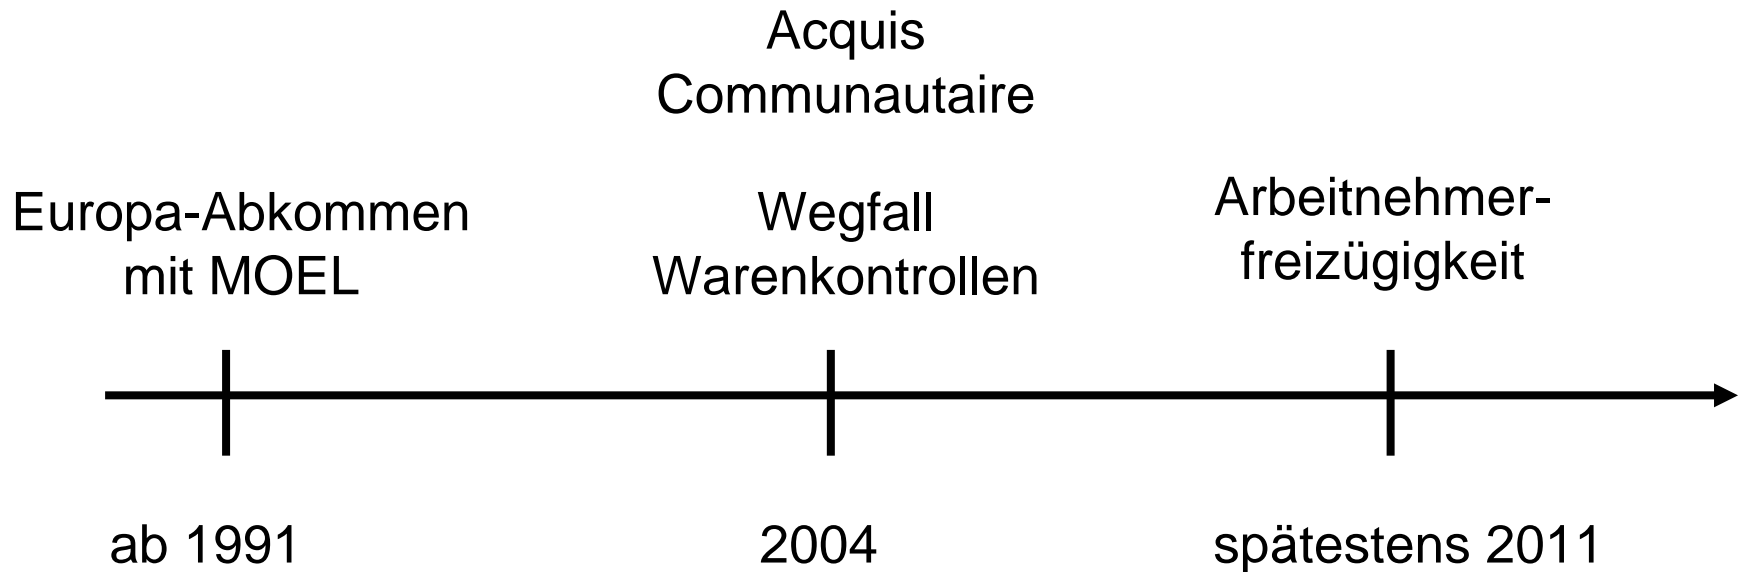 Acquis
Communautaire
Europa-Abkommen
mit MOEL
Wegfall
Warenkontrollen
Arbeitnehmer-
freizügigkeit
ab 1991
2004
spätestens 2011